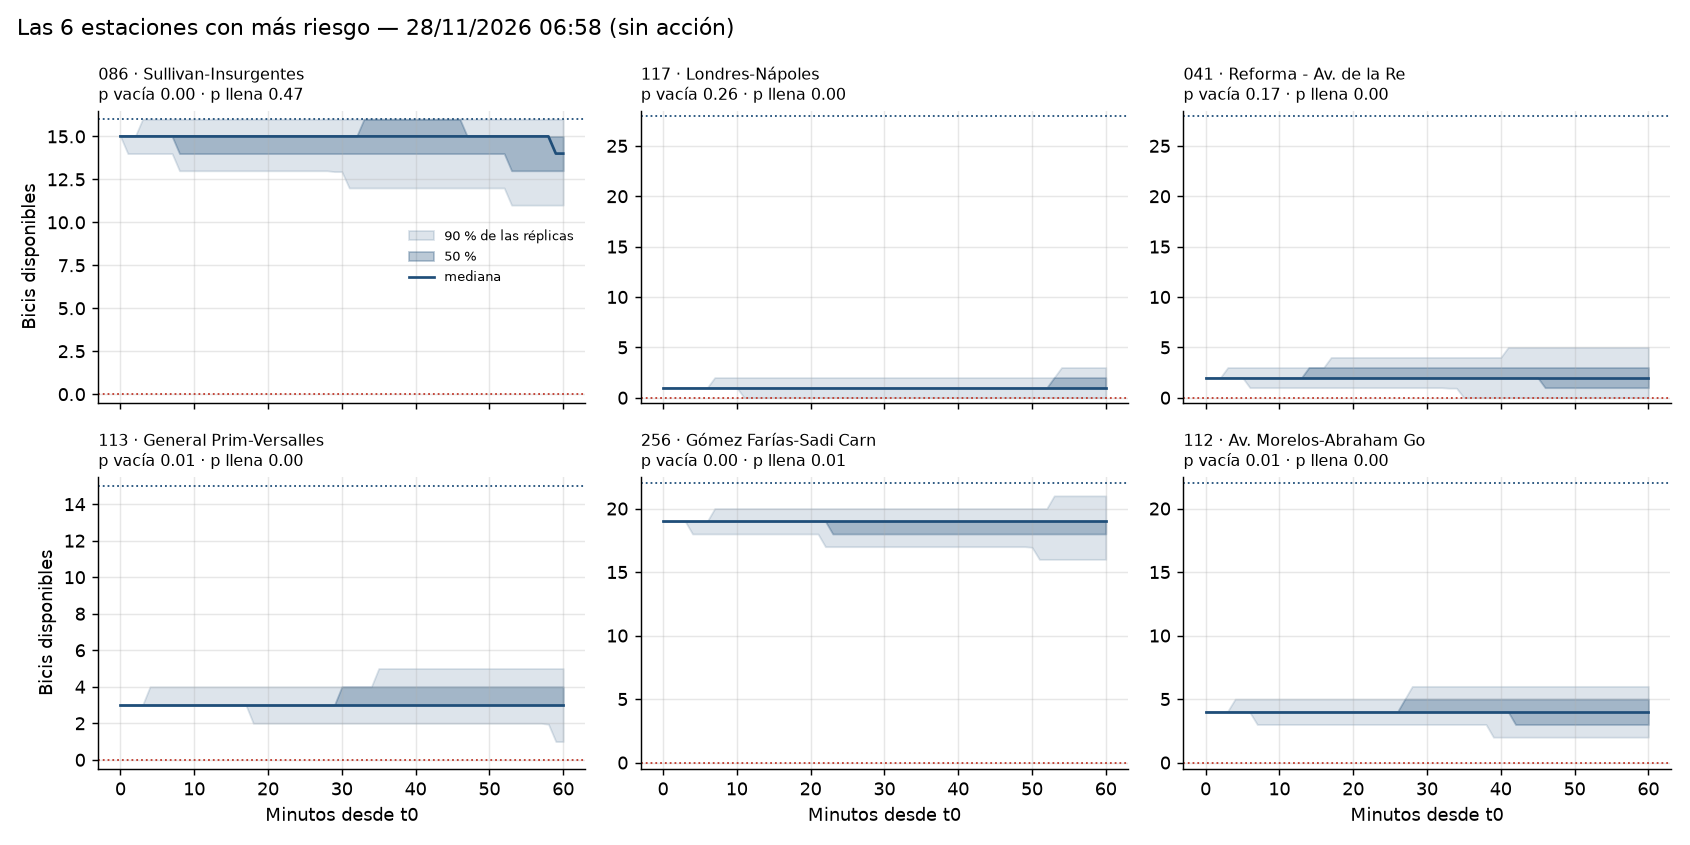 Las 6 estaciones con más riesgo — 28/11/2026 06:58 (sin acción)
086 · Sullivan-Insurgentes
p vacía 0.00 · p llena 0.47
117 · Londres-Nápoles
p vacía 0.26 · p llena 0.00
041 · Reforma - Av. de la Re
p vacía 0.17 · p llena 0.00
Bicis disponibles
15.0
12.5
10.0
7.5
5.0
2.5
0.0
90 % de las réplicas
50 %
mediana
25
20
15
10
5
0
25
20
15
10
5
0
113 · General Prim-Versalles
p vacía 0.01 · p llena 0.00
256 · Gómez Farías-Sadi Carn
p vacía 0.00 · p llena 0.01
112 · Av. Morelos-Abraham Go
p vacía 0.01 · p llena 0.00
Bicis disponibles
14
12
10
8
6
4
2
0
20
15
10
5
0
20
15
10
5
0
0 10 20 30 40 50 60
0 10 20 30 40 50 60
0 10 20 30 40 50 60
Minutos desde t0
Minutos desde t0
Minutos desde t0